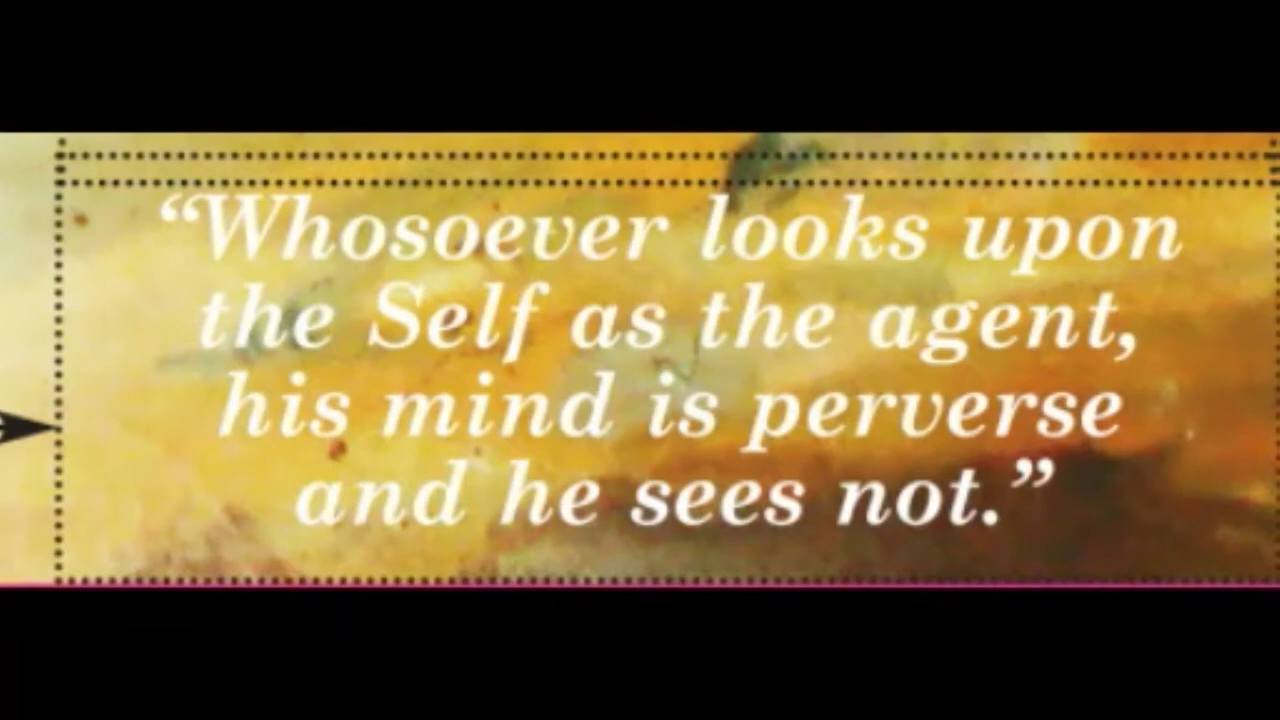 “Whosoever looks upon
the Self as the agent,
his mind is perverse
and he sees not.”